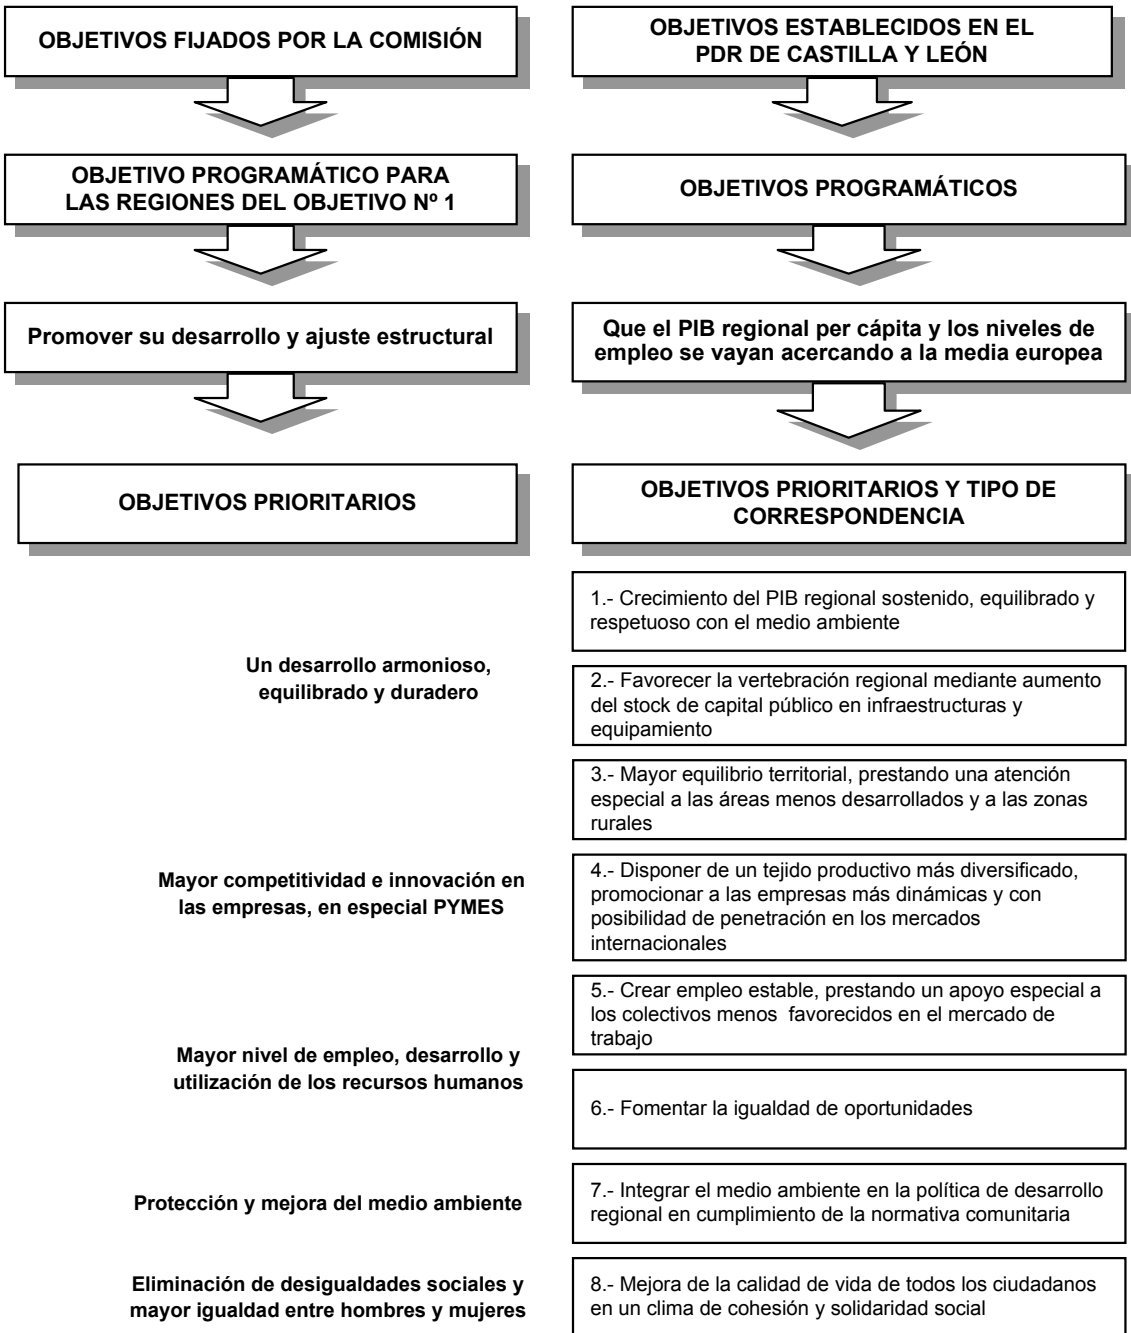 OBJETIVOS FIJADOS POR LA COMISIÓN
OBJETIVOS ESTABLECIDOS EN EL
PDR DE CASTILLA Y LEÓN
OBJETIVO PROGRAMÁTICO PARA
LAS REGIONES DEL OBJETIVO Nº 1
OBJETIVOS PROGRAMÁTICOS
Promover su desarrollo y ajuste estructural
Que el PIB regional per cápita y los niveles de
empleo se vayan acercando a la media europea
OBJETIVOS PRIORITARIOS
OBJETIVOS PRIORITARIOS Y TIPO DE
CORRESPONDENCIA
Un desarrollo armonioso,
equilibrado y duradero
1.- Crecimiento del PIB regional sostenido, equilibrado y
respetuoso con el medio ambiente
2.- Favorecer la vertebración regional mediante aumento
del stock de capital público en infraestructuras y
equipamiento
3.- Mayor equilibrio territorial, prestando una atención
especial a las áreas menos desarrollados y a las zonas
rurales
Mayor competitividad e innovación en
las empresas, en especial PYMES
4.- Disponer de un tejido productivo más diversificado,
promocionar a las empresas más dinámicas y con
posibilidad de penetración en los mercados
internacionales
Mayor nivel de empleo, desarrollo y
utilización de los recursos humanos
5.- Crear empleo estable, prestando un apoyo especial a
los colectivos menos  favorecidos en el mercado de
trabajo
6.- Fomentar la igualdad de oportunidades
Protección y mejora del medio ambiente
7.- Integrar el medio ambiente en la política de desarrollo
regional en cumplimiento de la normativa comunitaria
Eliminación de desigualdades sociales y
mayor igualdad entre hombres y mujeres
8.- Mejora de la calidad de vida de todos los ciudadanos
en un clima de cohesión y solidaridad social